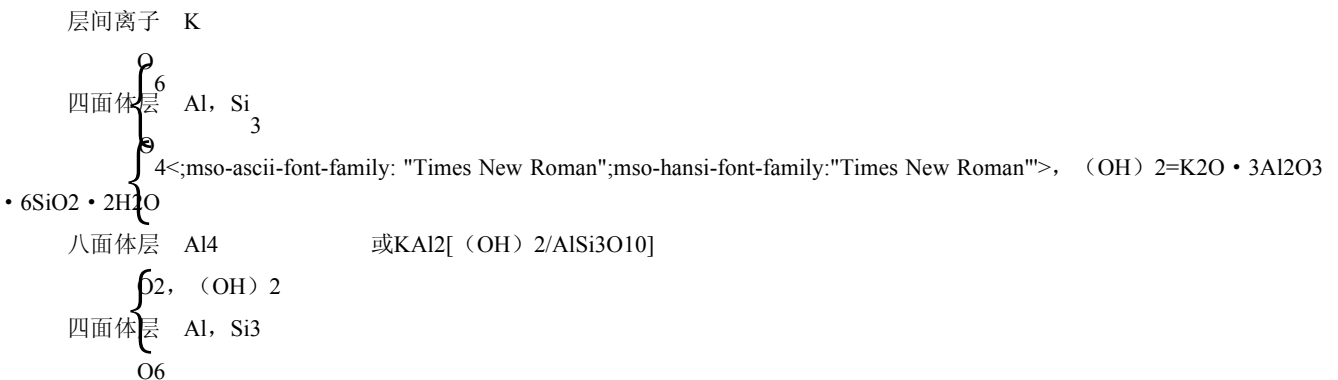 层间离子 K
O
6
四面体层 Al，Si
3
O
4<;mso-ascii-font-family: "Times New Roman";mso-hansi-font-family:"Times New Roman"'>，（OH）2=K2O·3Al2O3
·6SiO2·2H2O
八面体层 Al4 或KAl2[（OH）2/AlSi3O10]
O2，（OH）2
四面体层 Al，Si3
O6